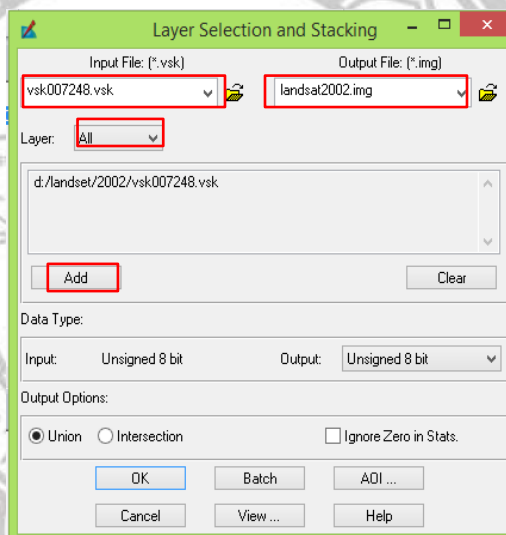 Layer Selection and Stacking
Input File: (*.vsk) Output File: (*.img)
vsk007248.vsk landsat2002.img
Layer: All
d:/landset/2002/vsk007248.vsk
Add Clear
Data Type:
Input: Unsigned 8 bit Output: Unsigned 8 bit
Output Options:
Union Intersection Ignore Zero in Stats.
OK Batch AOI ...
Cancel View ... Help